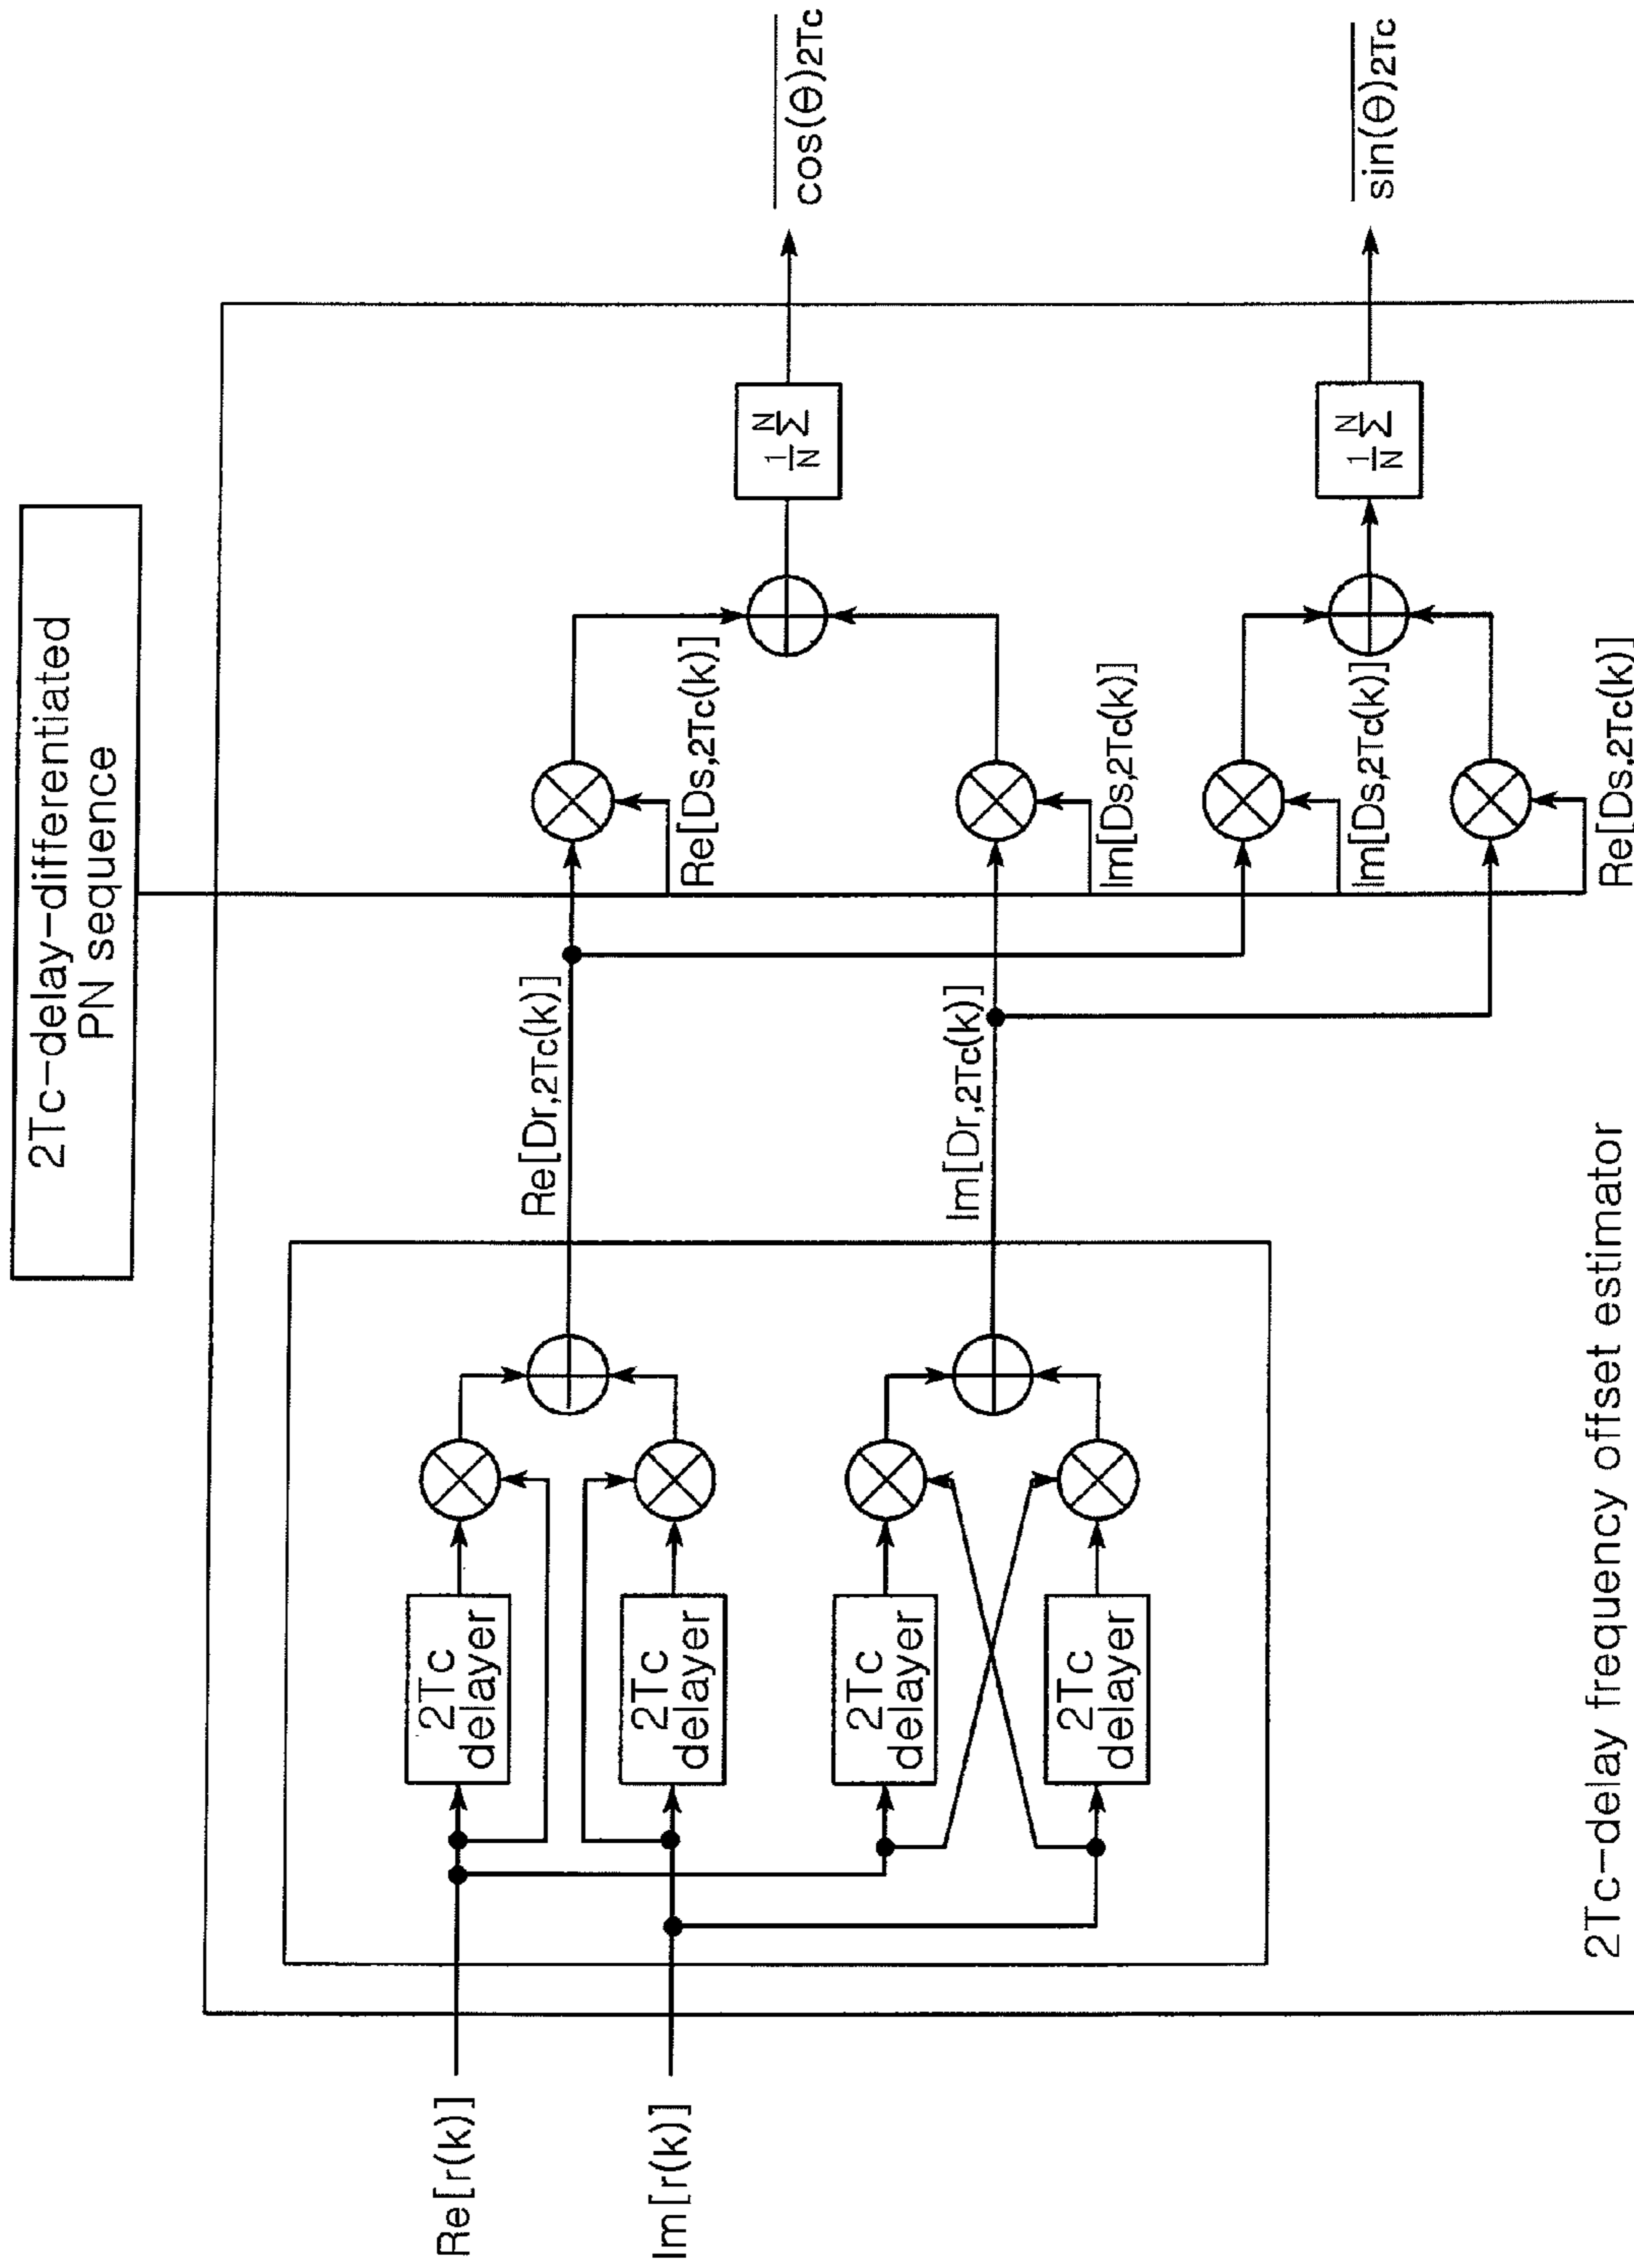 2Tc-delay-differentiated
PN sequence
Re[r(k)]
Im[r(k)]
2Tc
delayer
2Tc
delayer
2Tc
delayer
2Tc
delayer
Re[Dr,2Tc(k)]
Im[Dr,2Tc(k)]
Re[Ds,2Tc(k)]
Im[Ds,2Tc(k)]
Im[Ds,2Tc(k)]
Re[Ds,2Tc(k)]
1/N N Σ
1/N N Σ
cos(θ)2Tc
sin(θ)2Tc
2Tc-delay frequency offset estimator